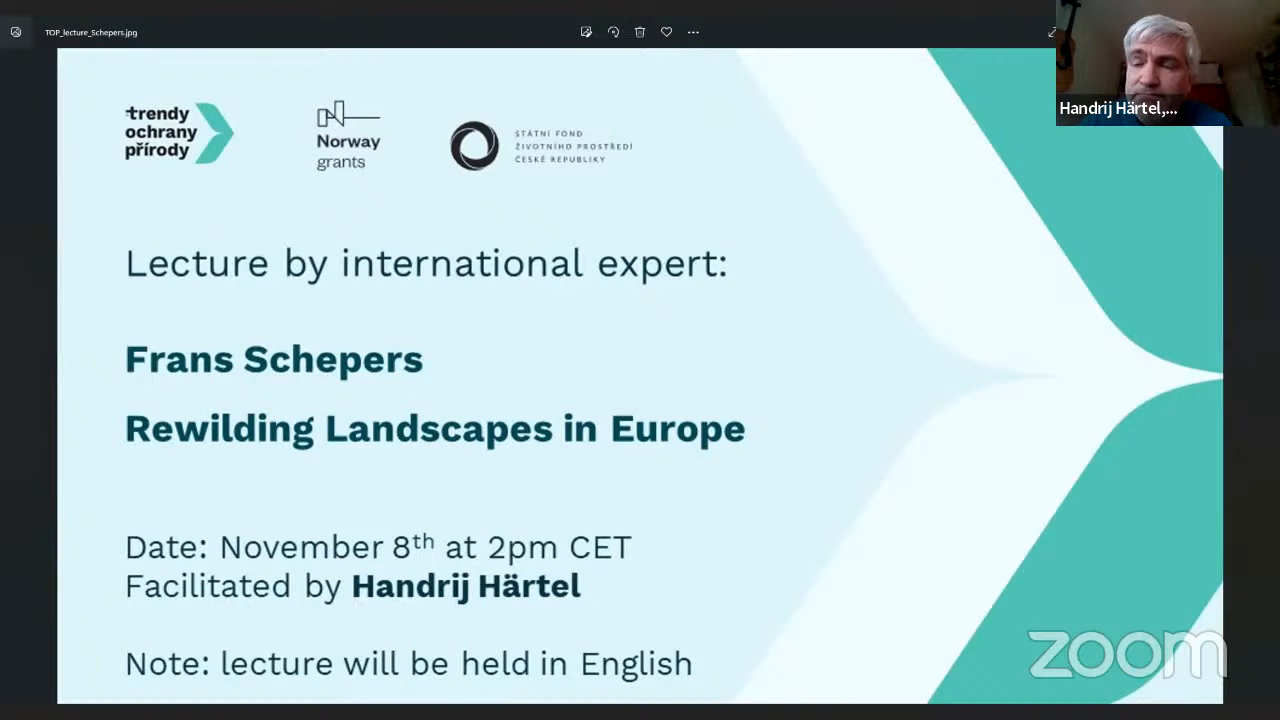 TOP_lecture_Schepers.jpg
Handrij Härtel,...
trendy
ochrany
přírody
Norway
grants
STÁTNÍ FOND
ŽIVOTNÍHO PROSTŘEDÍ
ČESKÉ REPUBLIKY
Lecture by international expert:
Frans Schepers
Rewilding Landscapes in Europe
Date: November 8th at 2pm CET
Facilitated by Handrij Härtel
Note: lecture will be held in English
zoom